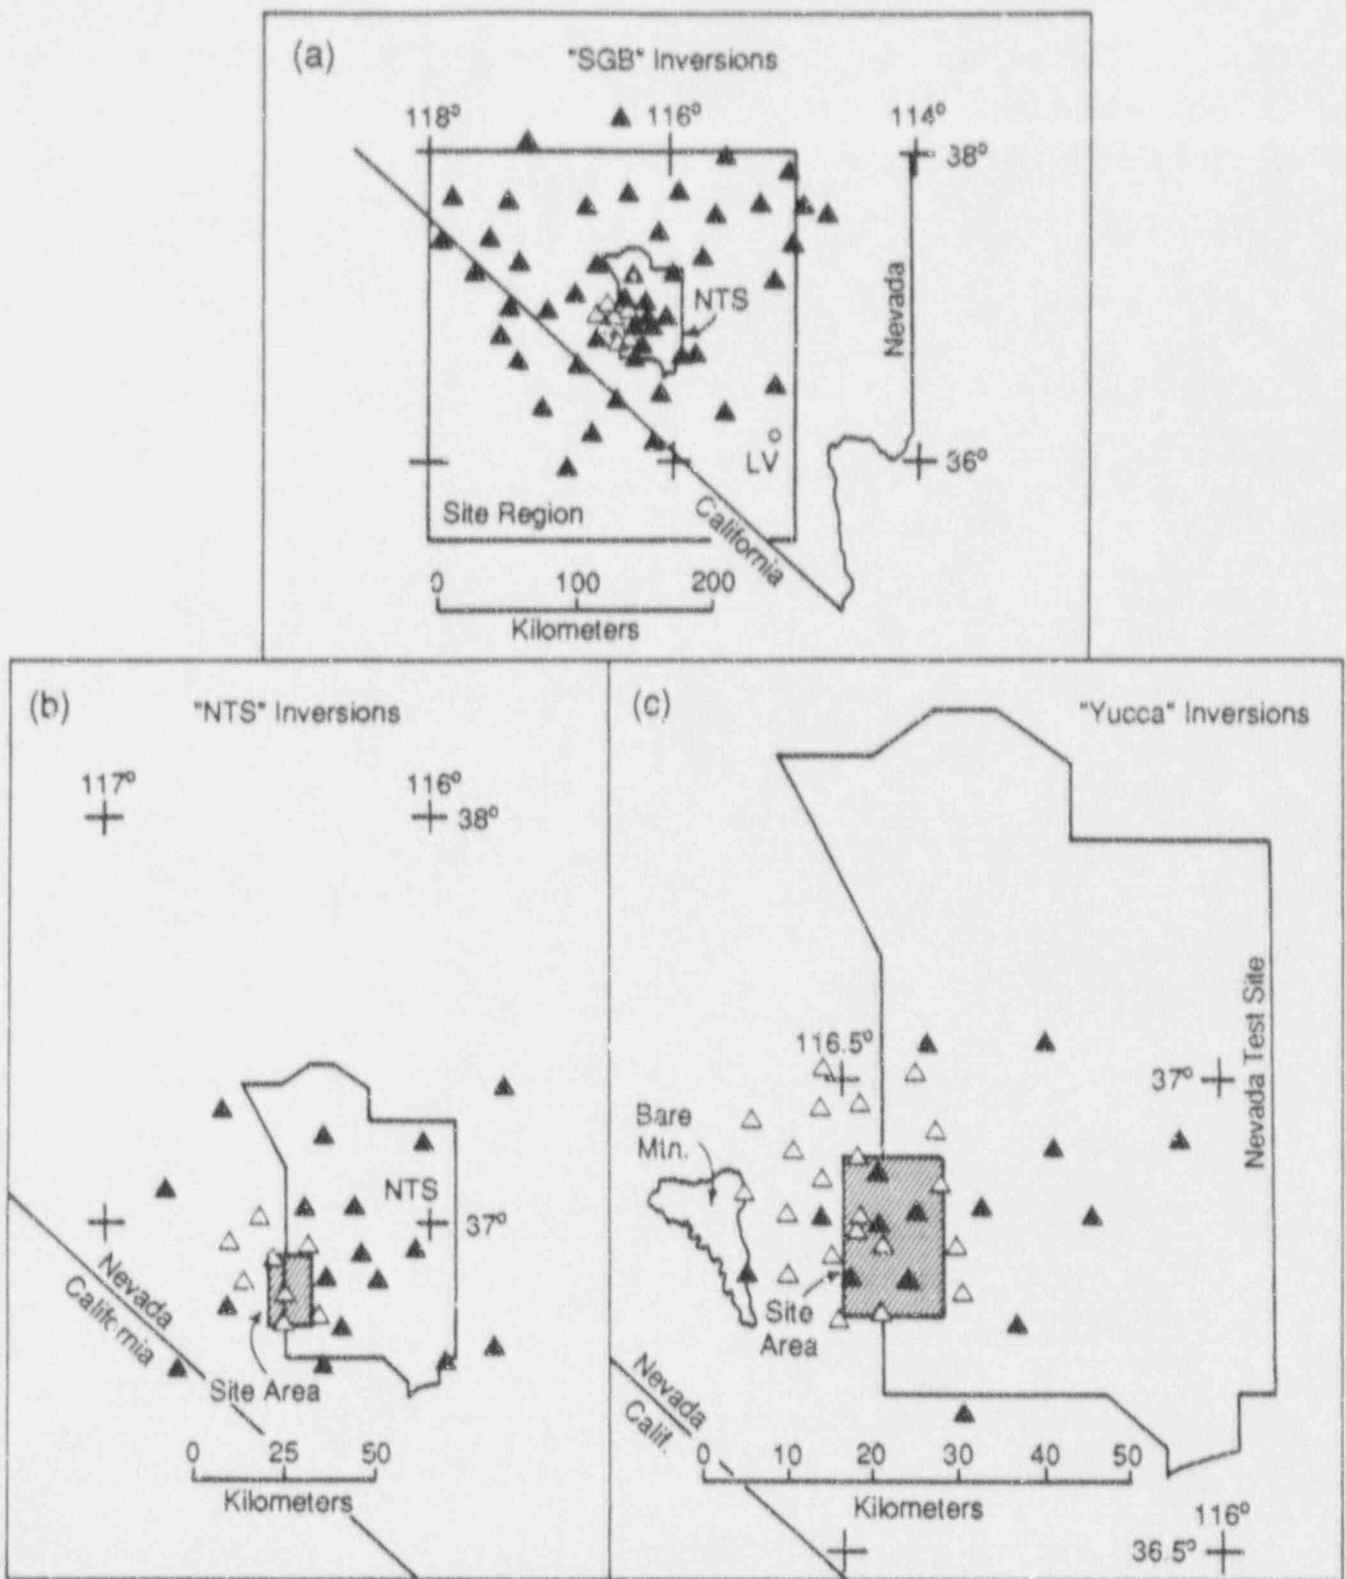 (a)
"SGB" Inversions
118°
116°
114°
38°
NTS
Nevada
LV
36°
Site Region
California
0 100 200
Kilometers
(b)
"NTS" Inversions
117°
116°
38°
NTS
37°
Nevada
California
Site Area
0 25 50
Kilometers
(c)
"Yucca" Inversions
116.5°
37°
Nevada Test Site
Bare
Mtn.
Site
Area
Nevada
Calif.
0 10 20 30 40 50
Kilometers
116°
36.5°